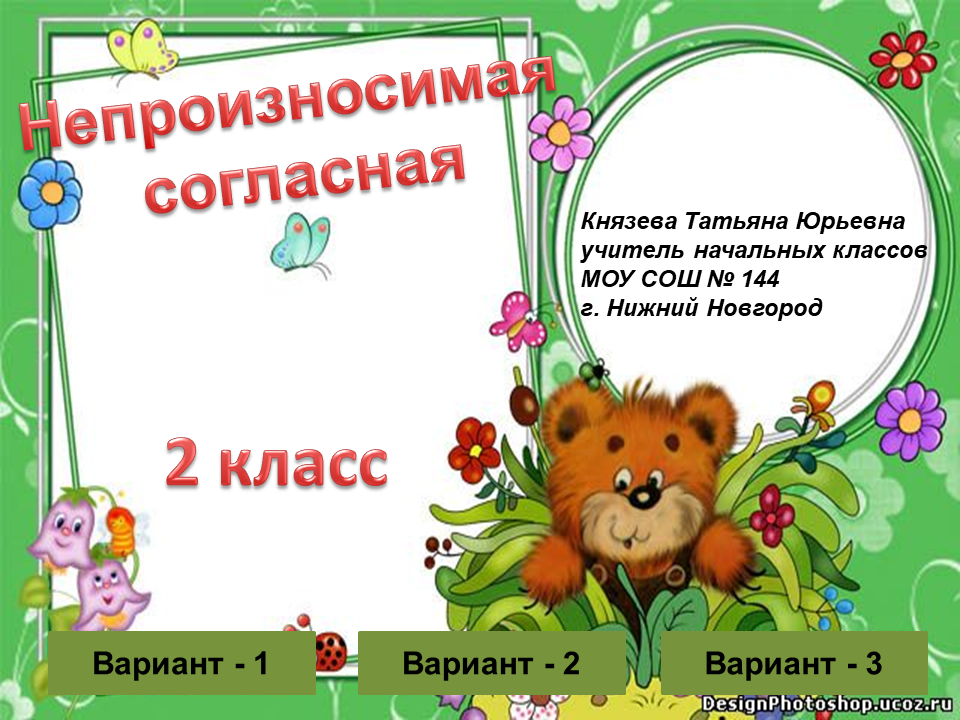 Непроизносимая
согласная
Князева Татьяна Юрьевна
учитель начальных классов
МОУ СОШ № 144
г. Нижний Новгород
2 класс
Вариант - 1
Вариант - 2
Вариант - 3
DesignPhotoshop.ucoz.ru